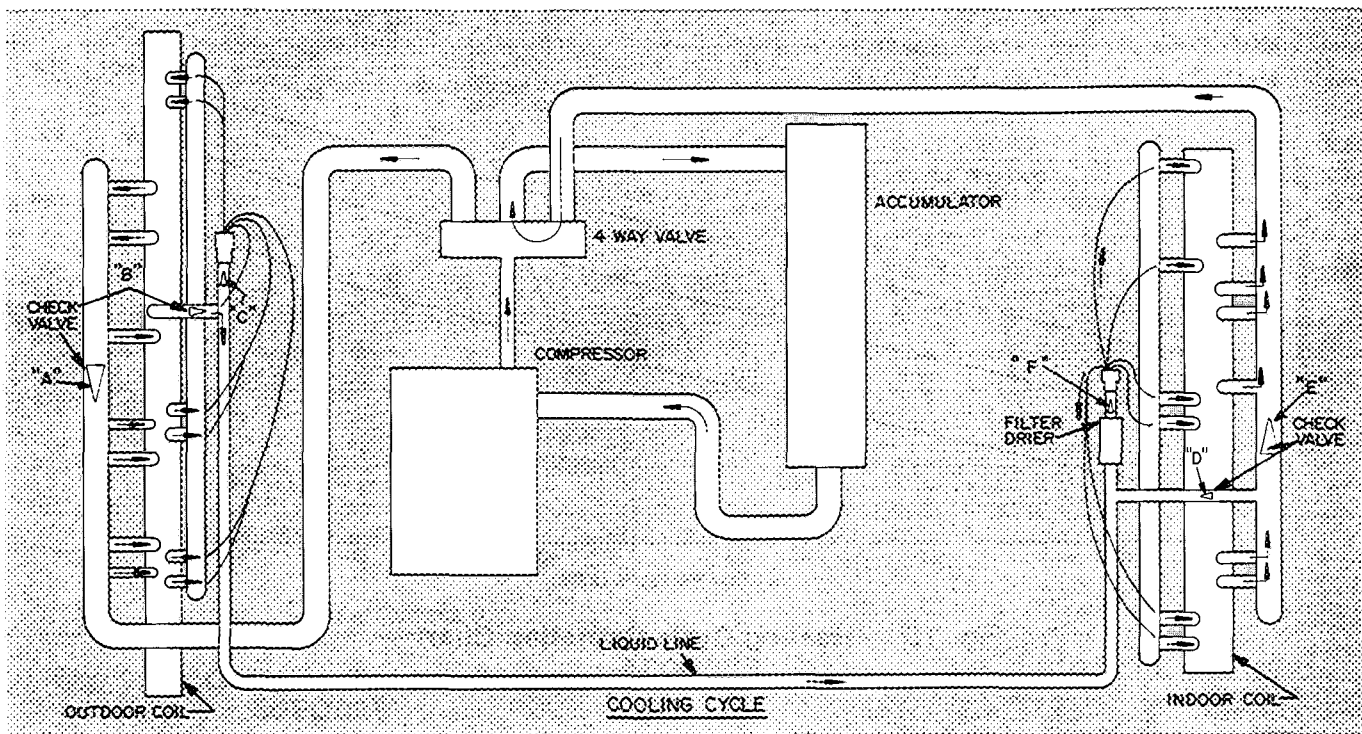 ACCUMULATOR
4 WAY VALVE
"B"
CHECK
VALVE
"C"
"A"
COMPRESSOR
"F"
FILTER
DRIER
"E"
CHECK
VALVE
"D"
LIQUID LINE
OUTDOOR COIL
COOLING CYCLE
INDOOR COIL